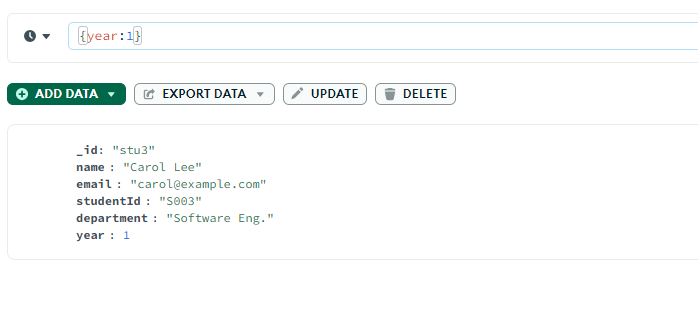 {year:1}
ADD DATA EXPORT DATA UPDATE DELETE
_id: "stu3"
name : "Carol Lee"
email : "carol@example.com"
studentId : "S003"
department : "Software Eng."
year : 1